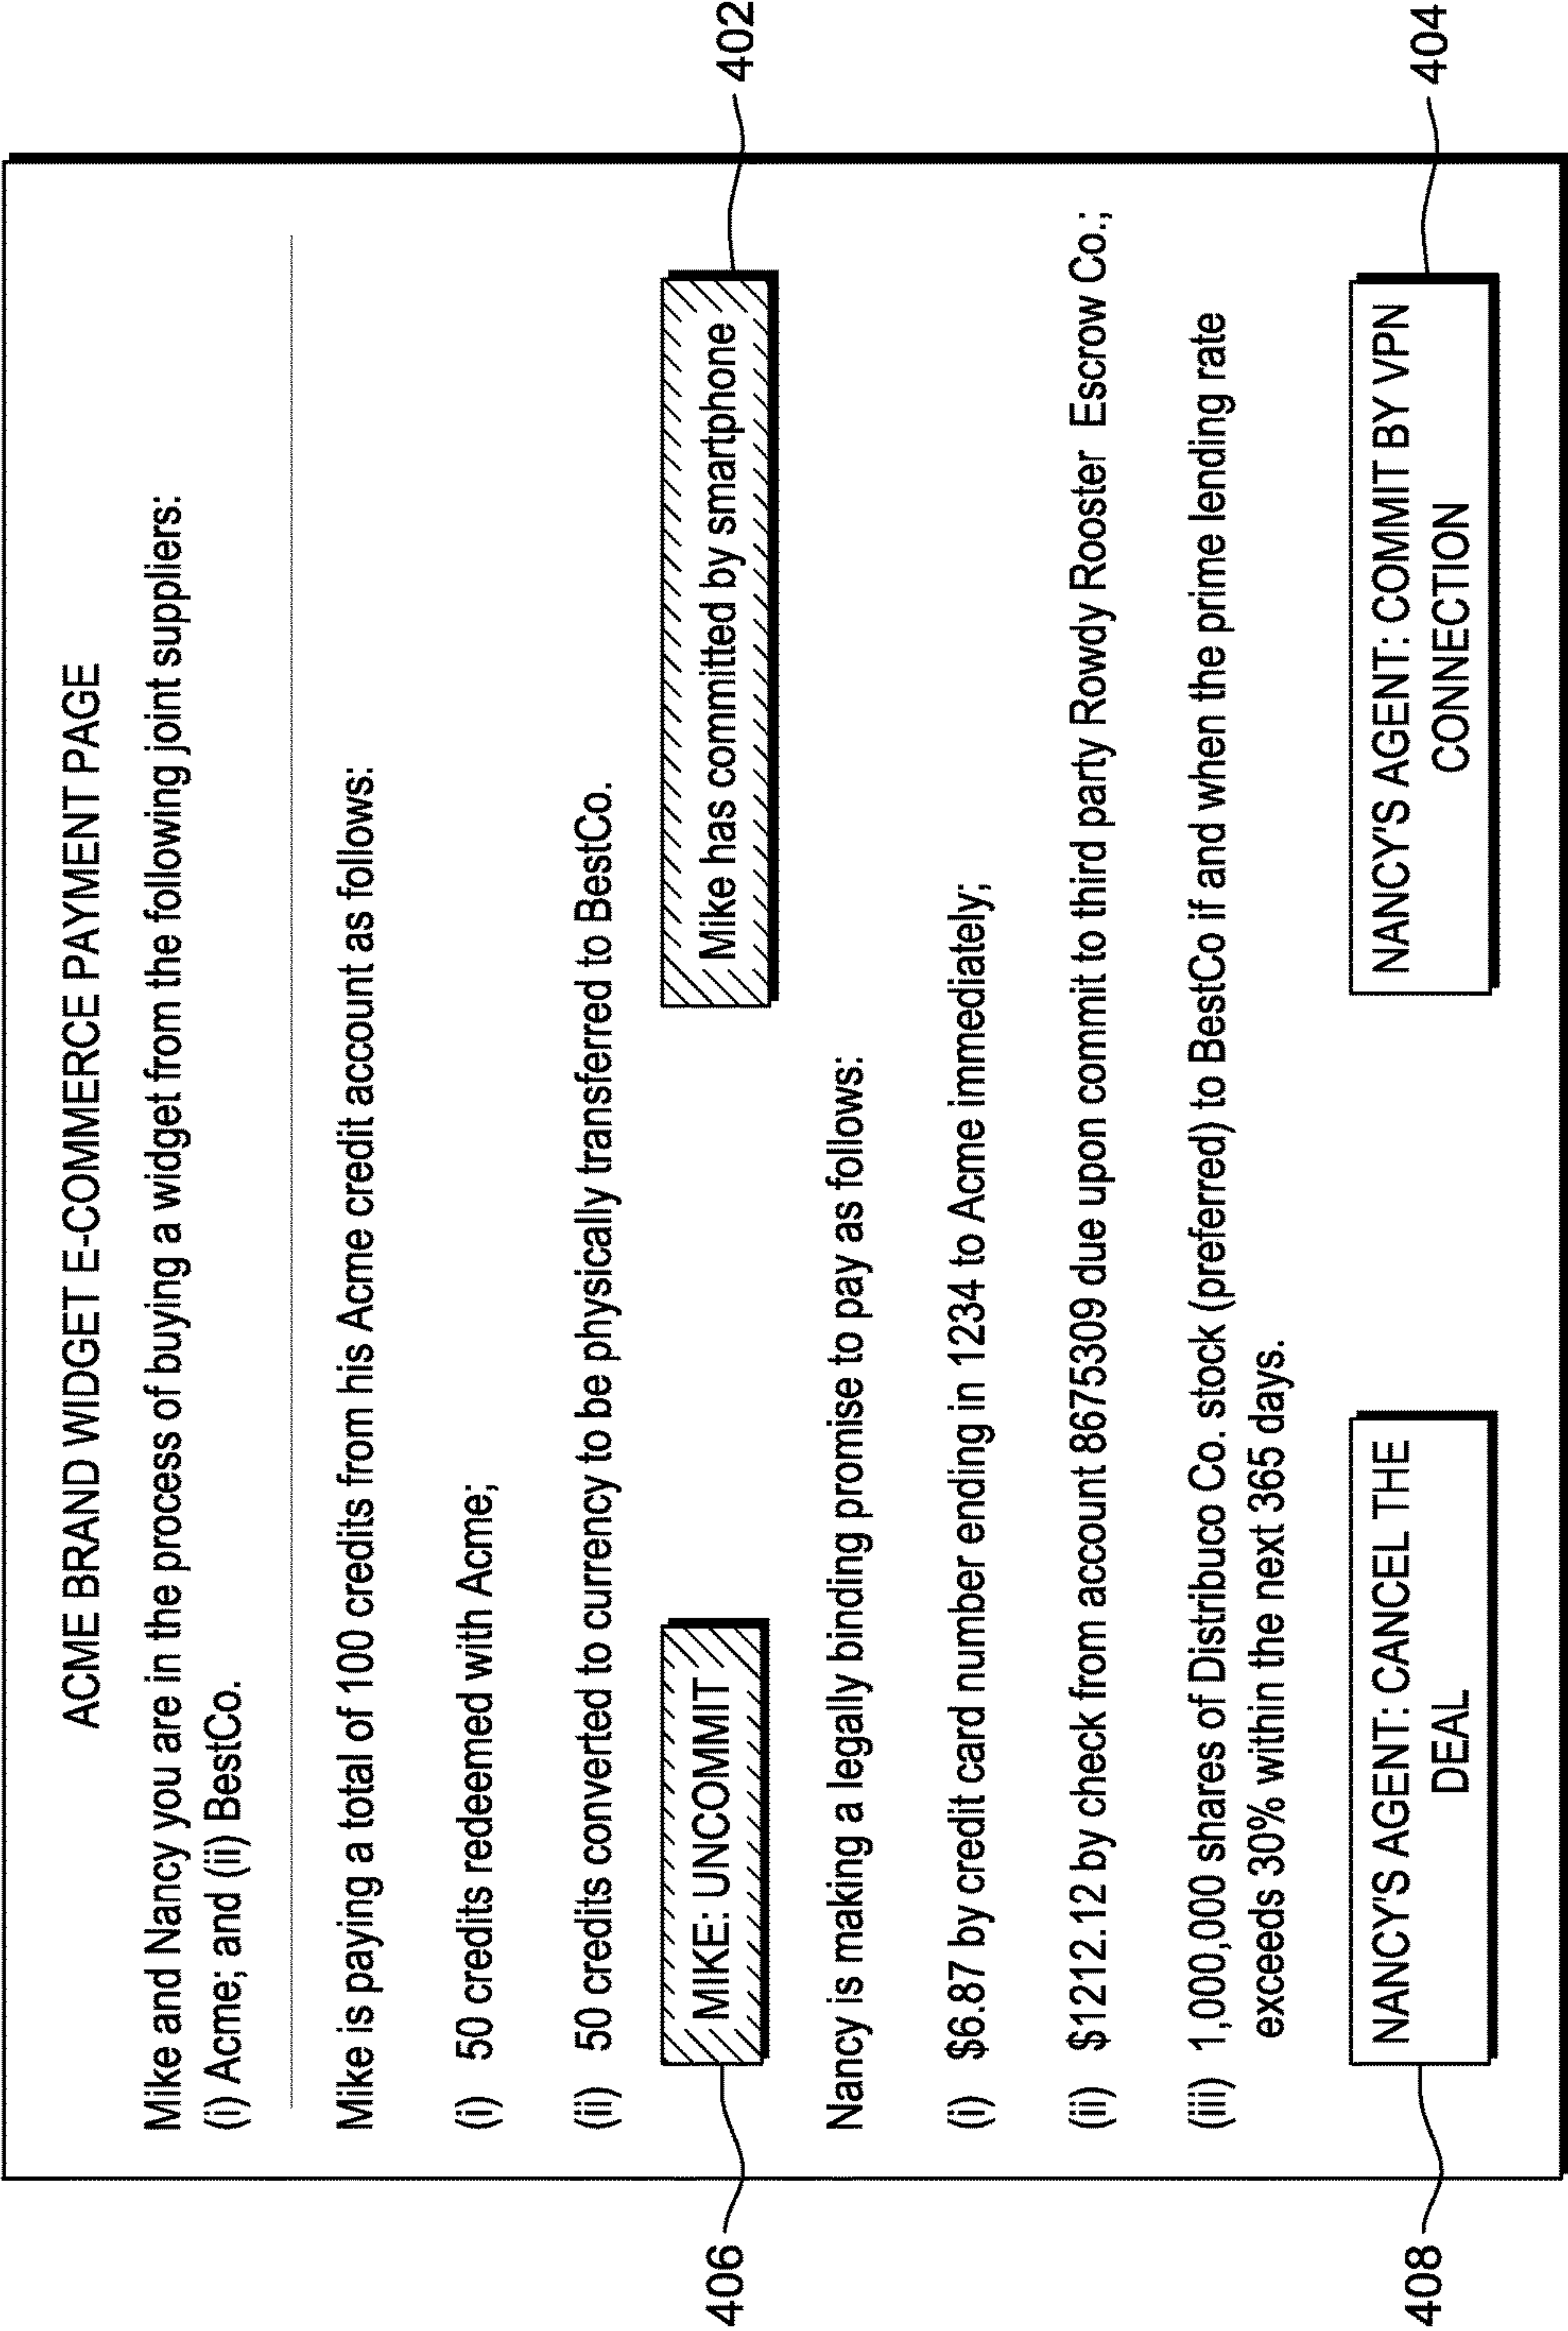 ACME BRAND WIDGET E-COMMERCE PAYMENT PAGE
Mike and Nancy you are in the process of buying a widget from the following joint suppliers:
(i) Acme; and (ii) BestCo.
Mike is paying a total of 100 credits from his Acme credit account as follows:
(i) 50 credits redeemed with Acme;
(ii) 50 credits converted to currency to be physically transferred to BestCo.
406
MIKE: UNCOMMIT
Mike has committed by smartphone
402
Nancy is making a legally binding promise to pay as follows:
(i) $6.87 by credit card number ending in 1234 to Acme immediately;
(ii) $1212.12 by check from account 8675309 due upon commit to third party Rowdy Rooster Escrow Co.;
(iii) 1,000,000 shares of Distribuco Co. stock (preferred) to BestCo if and when the prime lending rate
exceeds 30% within the next 365 days.
408
NANCY'S AGENT: CANCEL THE
DEAL
NANCY'S AGENT: COMMIT BY VPN
CONNECTION
404